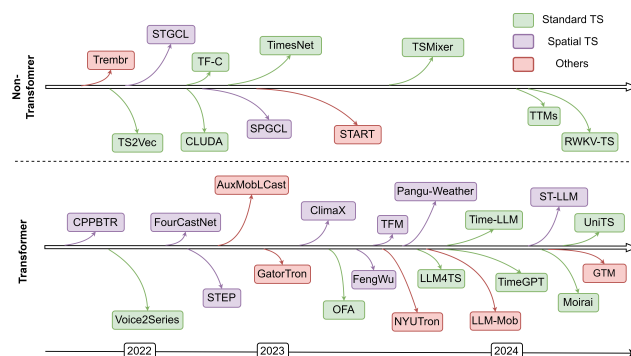 Standard TS
Spatial TS
Others
Non-
Transfomrer
STGCL
Trembr
TF-C
TimesNet
TSMixer
TS2Vec
CLUDA
SPGCL
START
TTMs
RWKV-TS
Transformer
AuxMobLCast
CPPBTR
FourCastNet
ClimaX
TFM
Pangu-Weather
Time-LLM
ST-LLM
UniTS
Voice2Series
STEP
GatorTron
OFA
FengWu
NYUTron
LLM4TS
LLM-Mob
TimeGPT
Moirai
GTM
2022
2023
2024